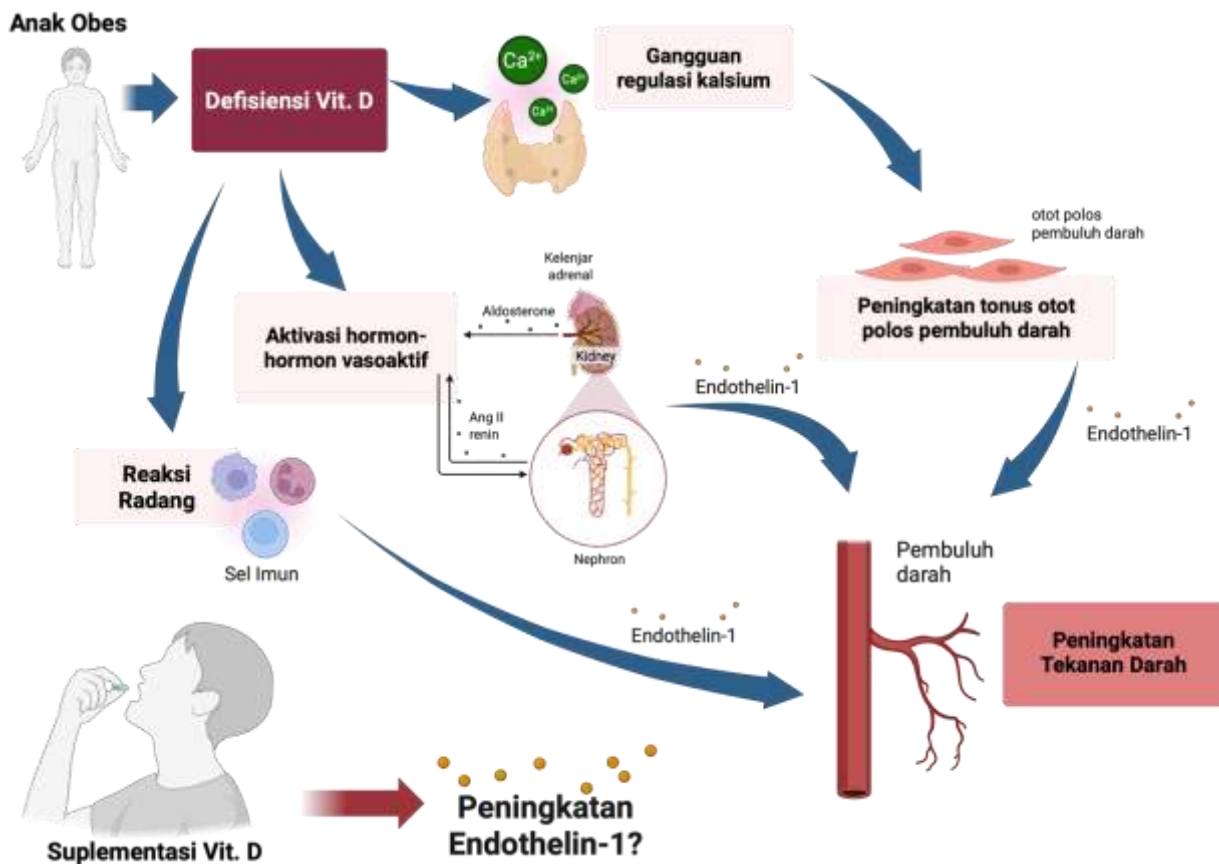 Anak Obes
Defisiensi Vit. D
Ca²⁺
Ca²⁺
Ca²⁺
Gangguan
regulasi kalsium
otot polos
pembuluh darah
Peningkatan tonus otot
polos pembuluh darah
Kelenjar
adrenal
Aldosterone
Kidney
Aktivasi hormon-
hormon vasoaktif
Ang II
renin
Nephron
Endothelin-1
Endothelin-1
Reaksi
Radang
Sel Imun
Endothelin-1
Pembuluh
darah
Peningkatan
Tekanan Darah
Suplementasi Vit. D
Peningkatan
Endothelin-1?